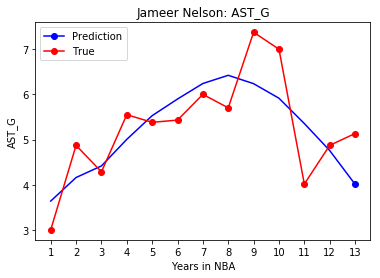 Jameer Nelson: AST_G
Prediction
True
AST_G
7
6
5
4
3
1 2 3 4 5 6 7 8 9 10 11 12 13
Years in NBA